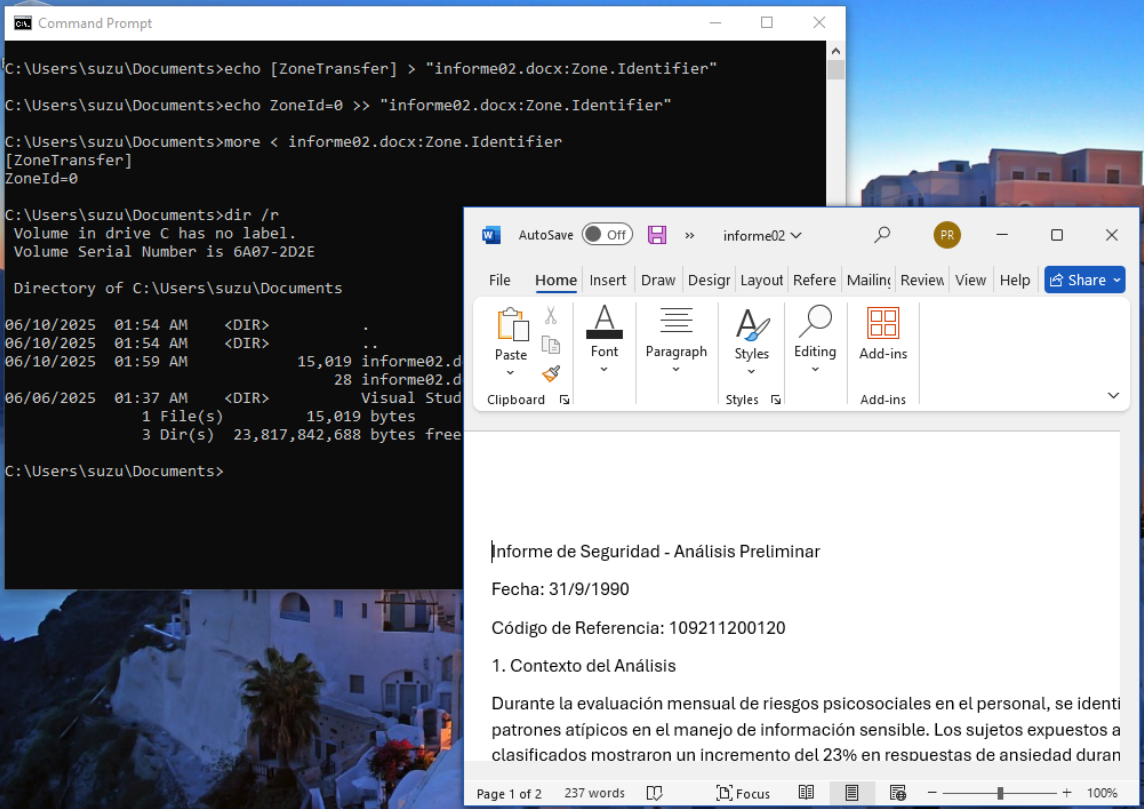 Command Prompt
C:\Users\suzu\Documents>echo [ZoneTransfer] > "informe02.docx:Zone.Identifier"
C:\Users\suzu\Documents>echo ZoneId=0 >> "informe02.docx:Zone.Identifier"
C:\Users\suzu\Documents>more < informe02.docx:Zone.Identifier
[ZoneTransfer]
ZoneId=0
C:\Users\suzu\Documents>dir /r
Volume in drive C has no label.
Volume Serial Number is 6A07-2D2E
Directory of C:\Users\suzu\Documents
06/10/2025 01:54 AM <DIR> .
06/10/2025 01:54 AM <DIR> ..
06/10/2025 01:59 AM 15,019 informe02.d
28 informe02.d
06/06/2025 01:37 AM <DIR> Visual Stud
1 File(s) 15,019 bytes
3 Dir(s) 23,817,842,688 bytes free
C:\Users\suzu\Documents>
AutoSave Off » informe02 PR
File Home Insert Draw Desigr Layout Refere Mailing Review View Help Share
Paste Font Paragraph Styles Editing Add-ins
Clipboard Styles Add-ins
Informe de Seguridad - Análisis Preliminar
Fecha: 31/9/1990
Código de Referencia: 109211200120
1. Contexto del Análisis
Durante la evaluación mensual de riesgos psicosociales en el personal, se identi
patrones atípicos en el manejo de información sensible. Los sujetos expuestos a
clasificados mostraron un incremento del 23% en respuestas de ansiedad duran
Page 1 of 2 237 words Focus 100%